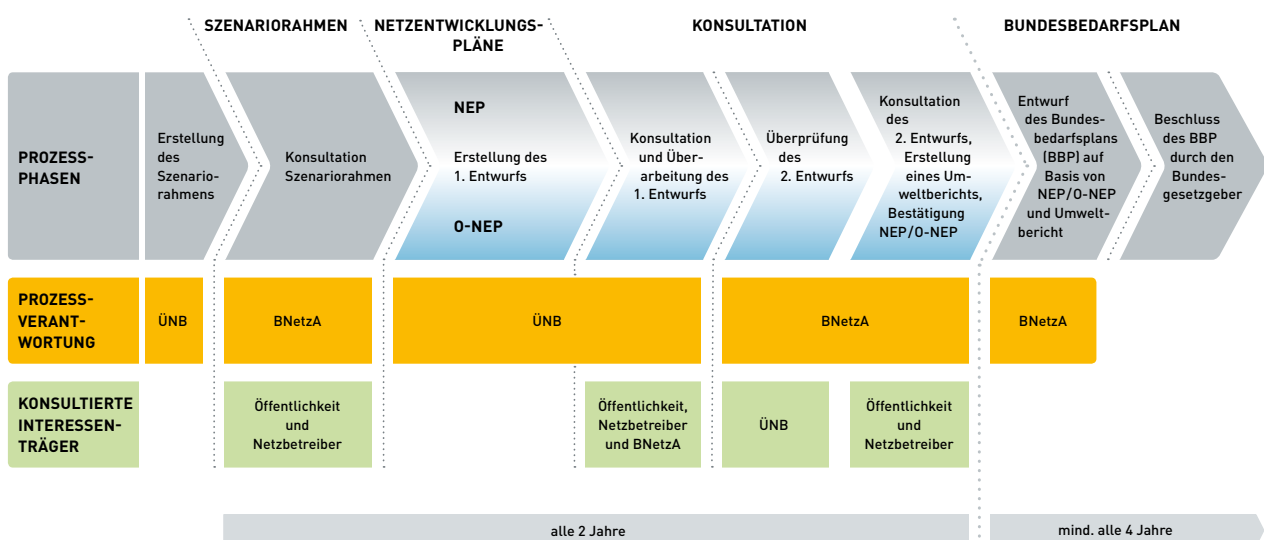 SZENARIORAHMEN
NETZENTWICKLUNGS-
PLÄNE
KONSULTATION
BUNDESBEDARFSPLAN
PROZESS-
PHASEN
Erstellung
des
Szenario-
rahmens
Konsultation
Szenariorahmen
NEP
Erstellung des
1. Entwurfs
O-NEP
Konsultation
und Über-
arbeitung des
1. Entwurfs
Überprüfung
des
2. Entwurfs
Konsultation
des
2. Entwurfs,
Erstellung
eines Um-
weltberichts,
Bestätigung
NEP/O-NEP
Entwurf
des Bundes-
bedarfsplans
(BBP) auf
Basis von
NEP/O-NEP
und Umwelt-
bericht
Beschluss
des BBP
durch den
Bundes-
gesetzgeber
PROZESS-
VERANT-
WORTUNG
ÜNB
BNetzA
ÜNB
BNetzA
BNetzA
KONSULTIERTE
INTERESSEN-
TRÄGER
Öffentlichkeit
und
Netzbetreiber
Öffentlichkeit,
Netzbetreiber
und BNetzA
ÜNB
Öffentlichkeit
und
Netzbetreiber
alle 2 Jahre
mind. alle 4 Jahre